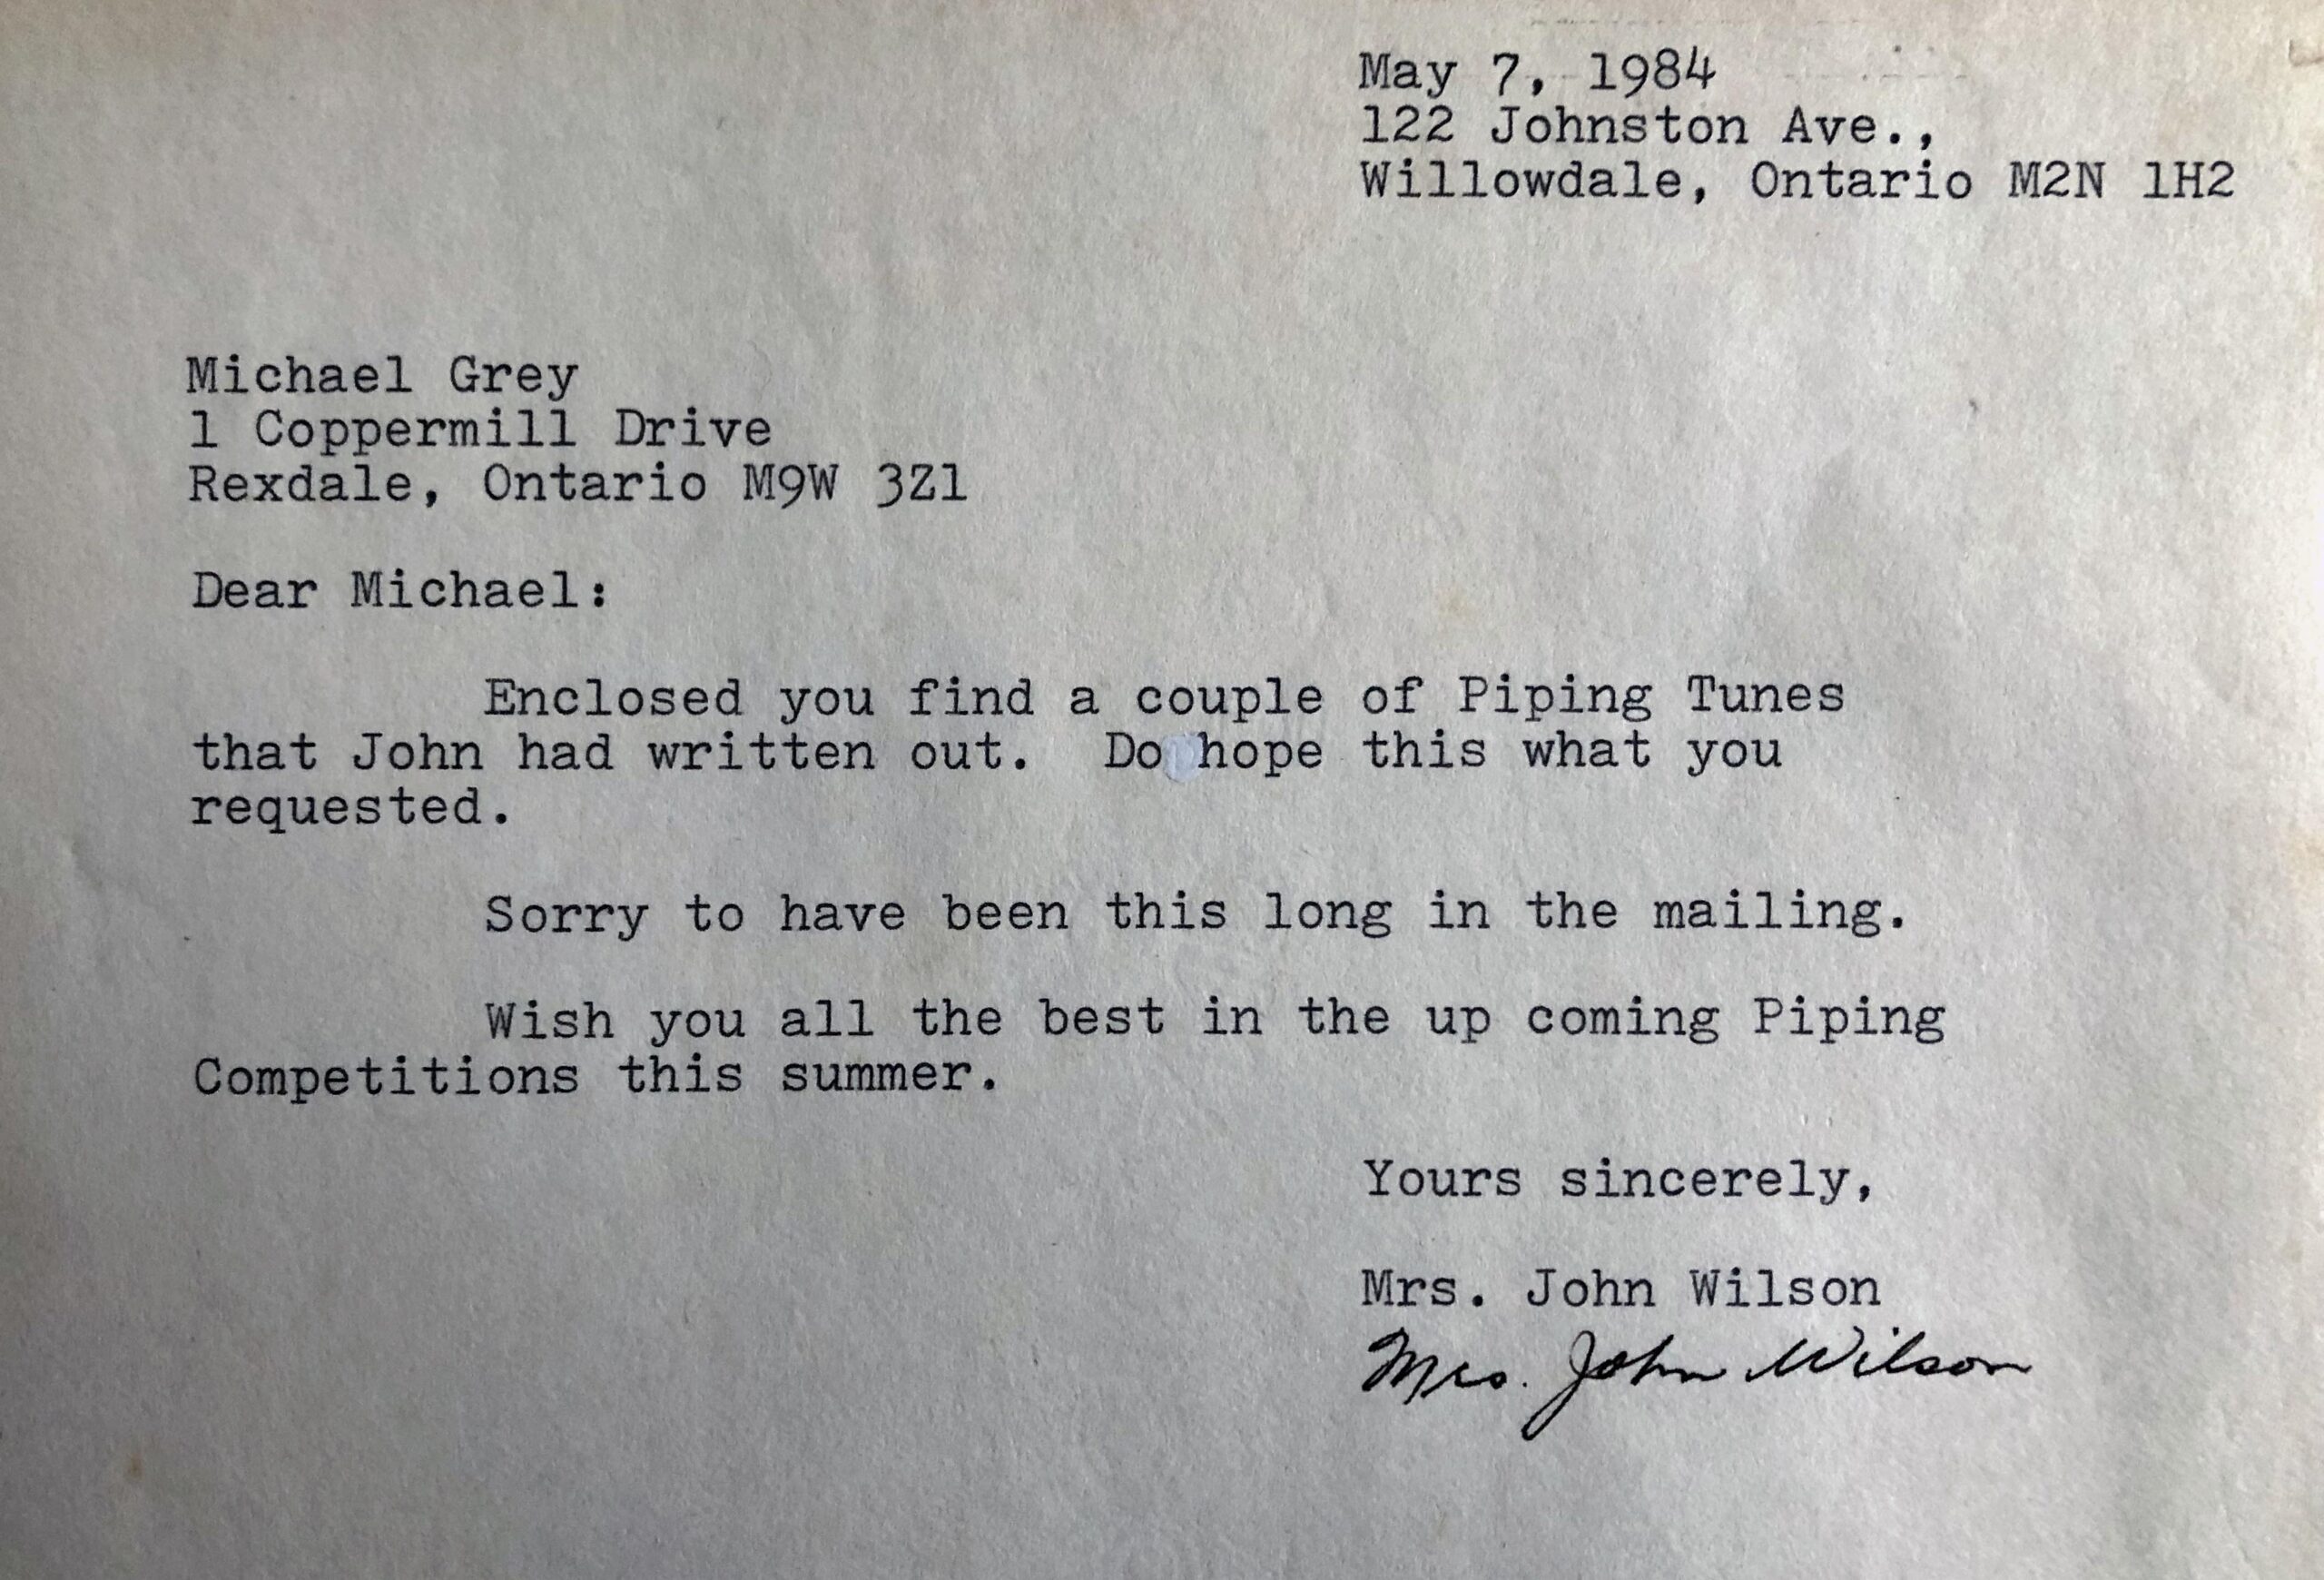 May 7, 1984
122 Johnston Ave.,
Willowdale, Ontario M2N 1H2
Michael Grey
1 Coppermill Drive
Rexdale, Ontario M9W 3Z1
Dear Michael:
Enclosed you find a couple of Piping Tunes
that John had written out.  Do hope this what you
requested.
Sorry to have been this long in the mailing.
Wish you all the best in the up coming Piping
Competitions this summer.
Yours sincerely,
Mrs. John Wilson
Mrs. John Wilson